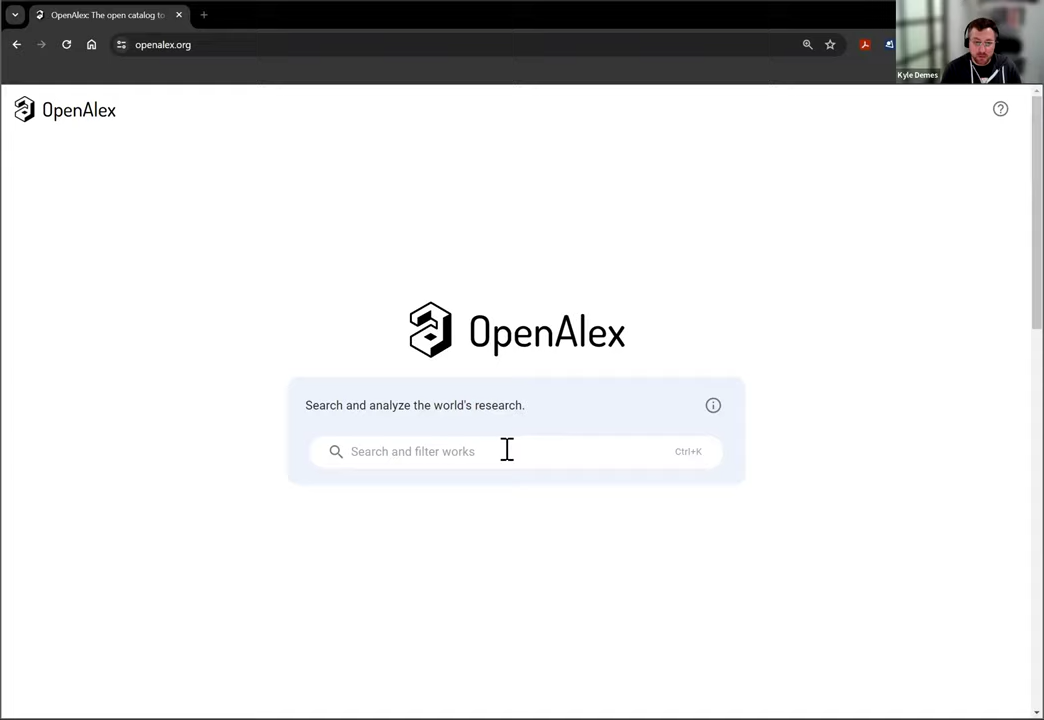 OpenAlex: The open catalog to
openalex.org
Kyle Demes
OpenAlex
OpenAlex
Search and analyze the world's research.
Search and filter works
Ctrl+K